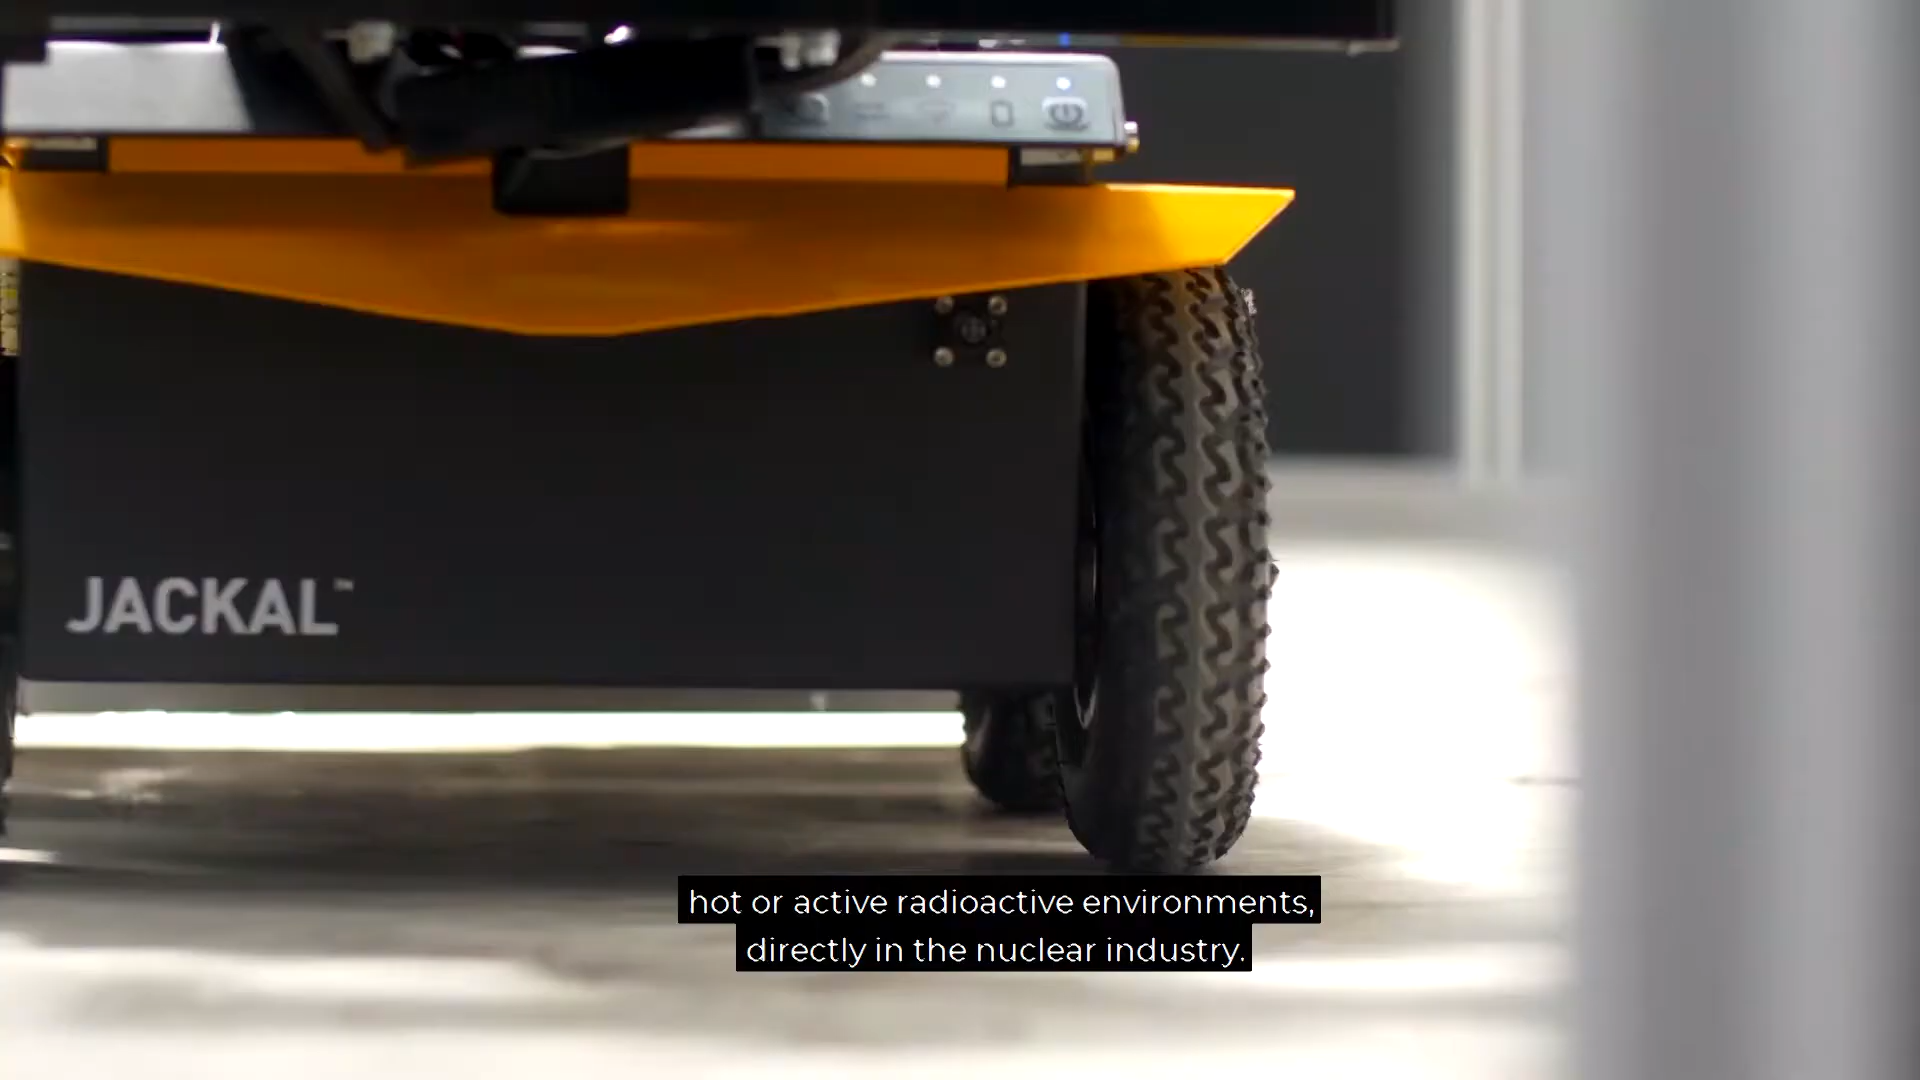 JACKAL™
hot or active radioactive environments,
directly in the nuclear industry.